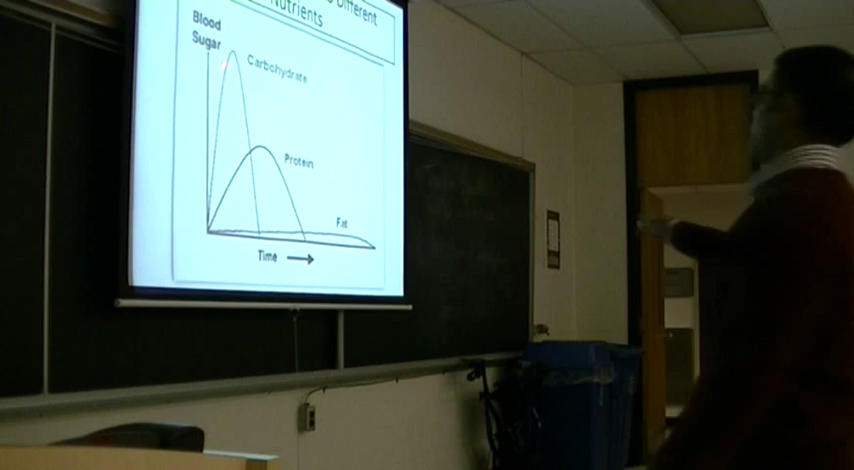 Different
Nutrients
Blood
Sugar
Carbohydrate
Protein
Fat
Time